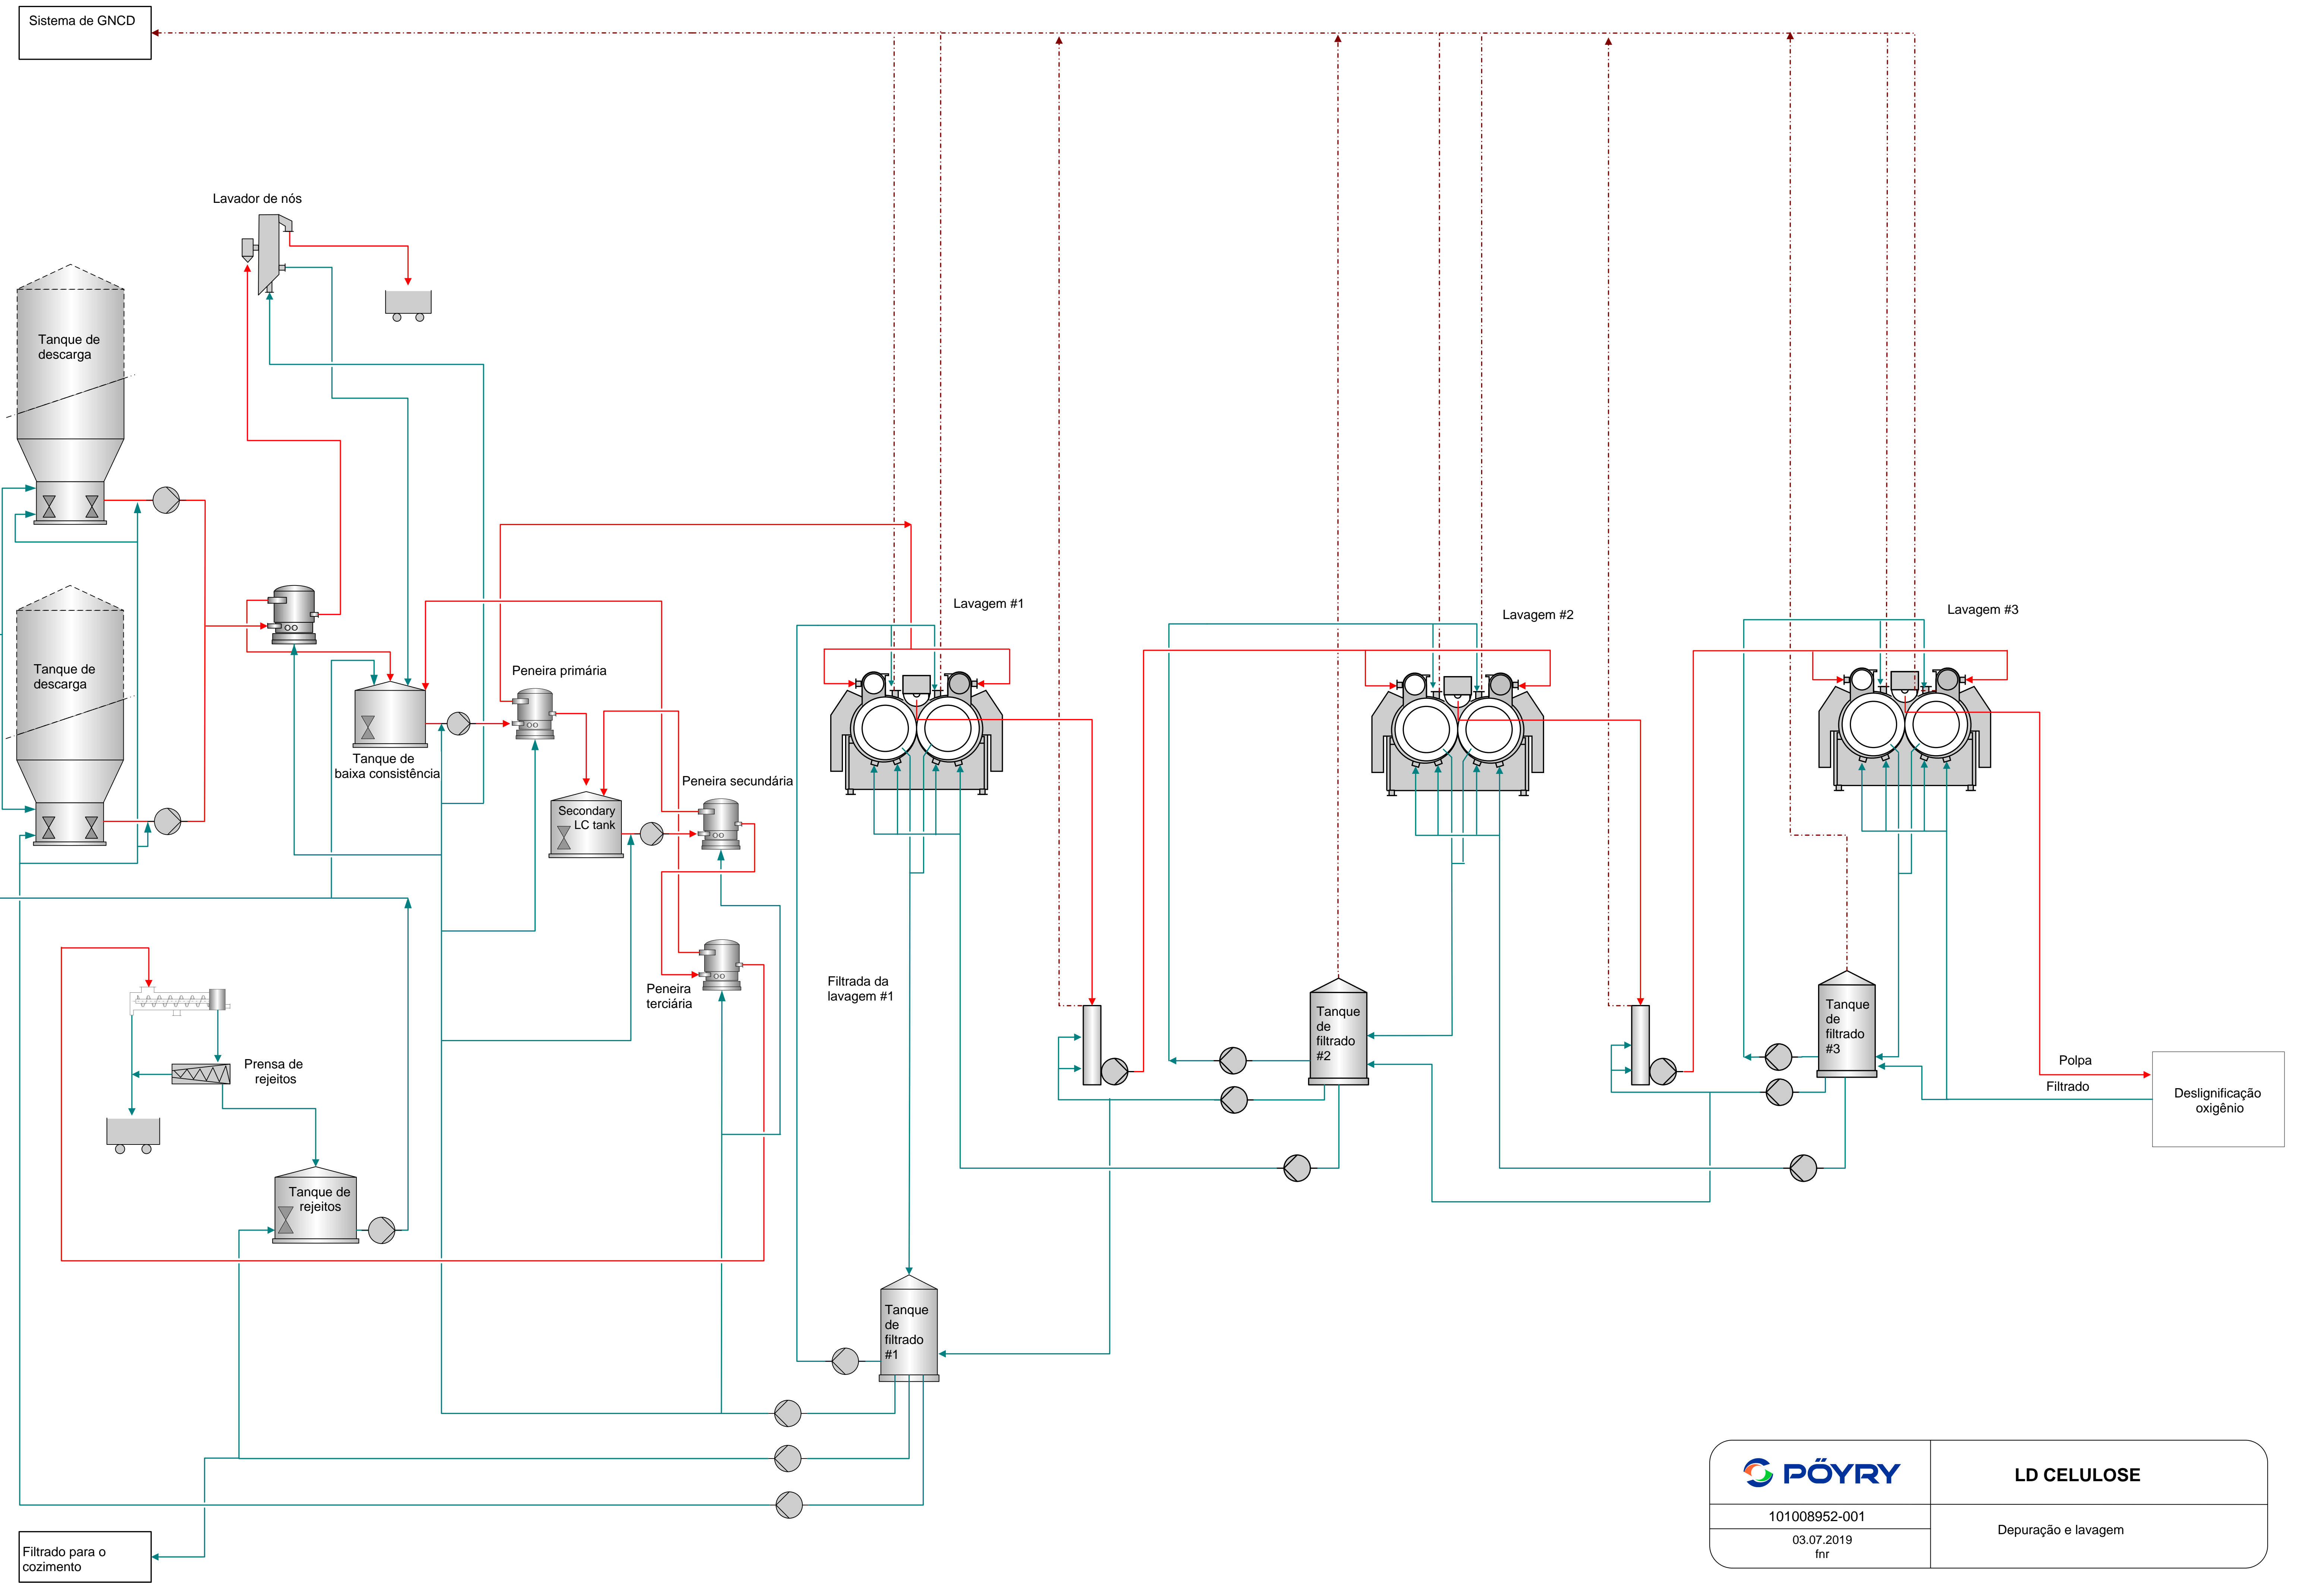 Sistema de GNCD
Lavador de nós
Tanque de
descarga
Tanque de
descarga
Lavagem #1
Lavagem #2
Lavagem #3
Peneira primária
Tanque de
baixa consistência
Peneira secundária
Secondary
LC tank
Peneira
terciária
Filtrada da
lavagem #1
Tanque
de
filtrado
#2
Tanque
de
filtrado
#3
Prensa de
rejeitos
Polpa
Filtrado
Deslignificação
oxigênio
Tanque de
rejeitos
Tanque
de
filtrado
#1
Filtrado para o
cozimento
PÖYRY
LD CELULOSE
101008952-001
03.07.2019
fnr
Depuração e lavagem